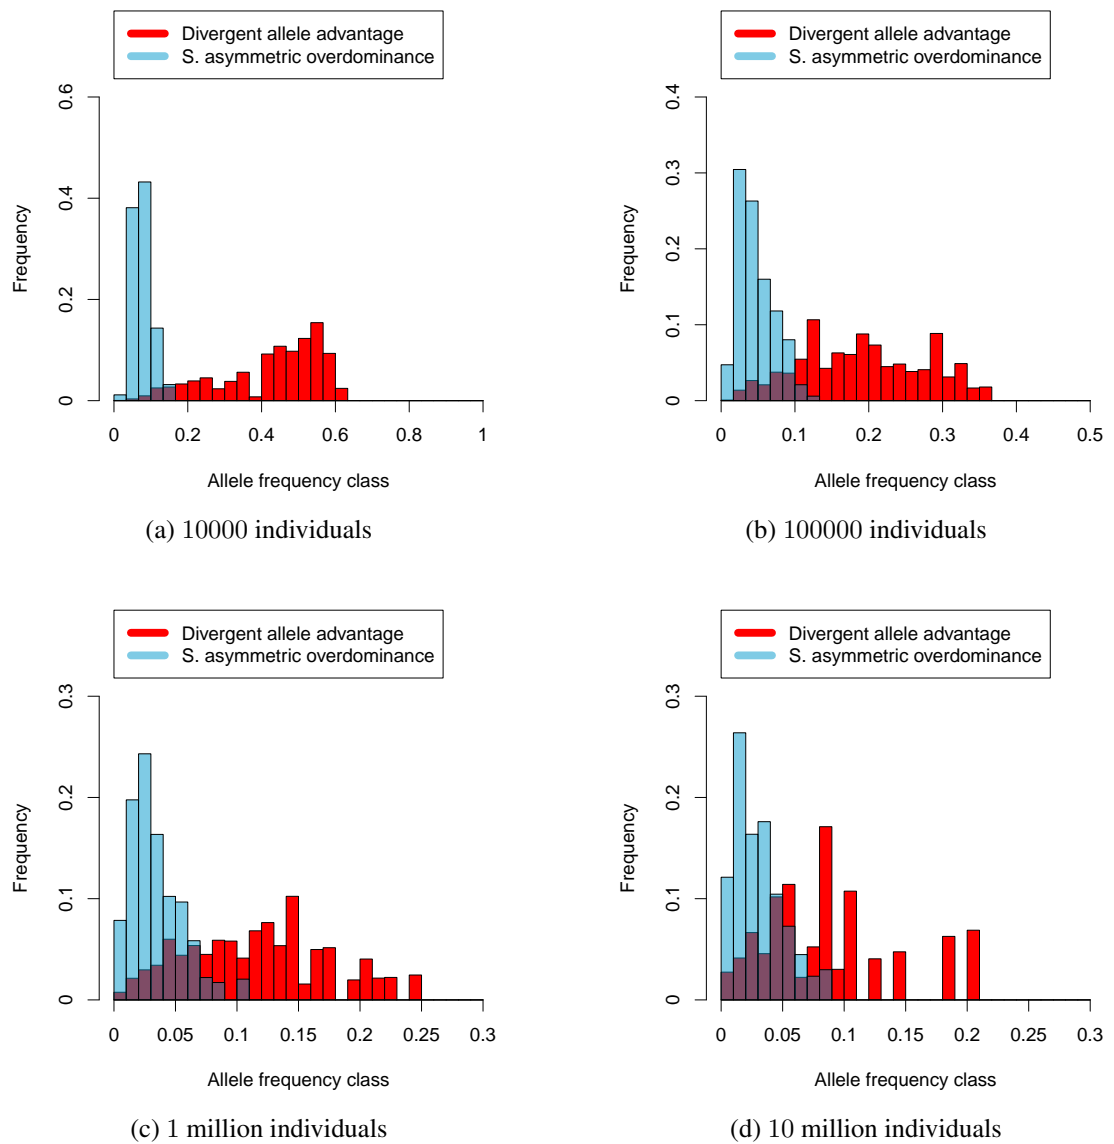 Divergent allele advantage
S. asymmetric overdominance
Frequency
0 0.2 0.4 0.6
0 0.2 0.4 0.6 0.8 1
Allele frequency class
(a) 10000 individuals
Divergent allele advantage
S. asymmetric overdominance
Frequency
0 0.1 0.2 0.3 0.4
0 0.1 0.2 0.3 0.4 0.5
Allele frequency class
(b) 100000 individuals
Divergent allele advantage
S. asymmetric overdominance
Frequency
0 0.1 0.2 0.3
0 0.05 0.1 0.15 0.2 0.25 0.3
Allele frequency class
(c) 1 million individuals
Divergent allele advantage
S. asymmetric overdominance
Frequency
0 0.1 0.2 0.3
0 0.05 0.1 0.15 0.2 0.25 0.3
Allele frequency class
(d) 10 million individuals